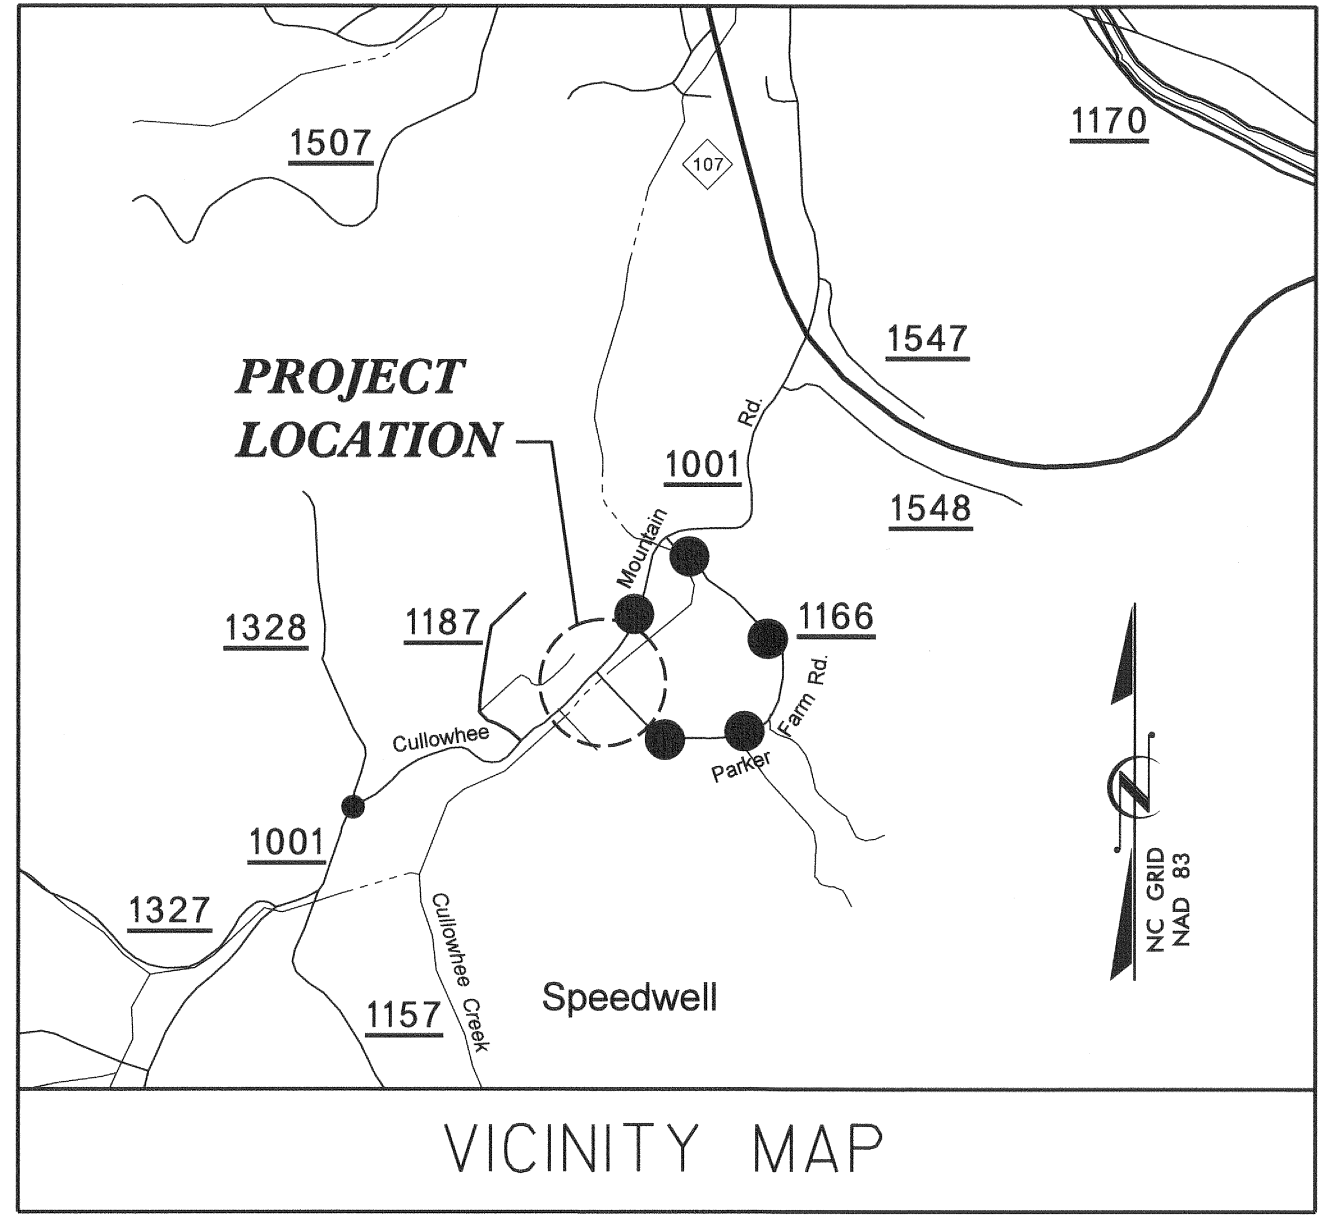 1507
1170
107
1547
PROJECT
LOCATION
Rd.
1001
1548
Mountain
1328
1187
1166
Farm Rd.
Cullowhee
Parker
1001
1327
Cullowhee Creek
NC GRID
NAD 83
Speedwell
1157
VICINITY MAP